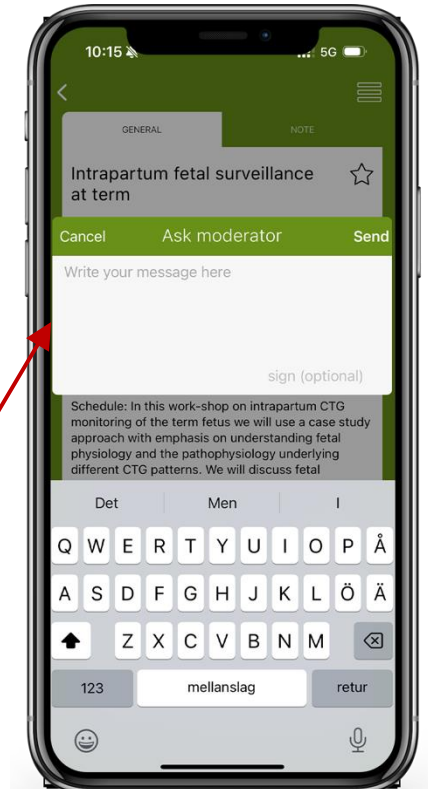 10:15
5G
GENERAL
NOTE
Intrapartum fetal surveillance
at term
Cancel
Ask moderator
Send
Write your message here
sign (optional)
Schedule: In this work-shop on intrapartum CTG
monitoring of the term fetus we will use a case study
approach with emphasis on understanding fetal
physiology and the pathophysiology underlying
different CTG patterns. We will discuss fetal
Det
Men
I
Q W E R T Y U I O P Å
A S D F G H J K L Ö Ä
Z X C V B N M
123
mellanslag
retur